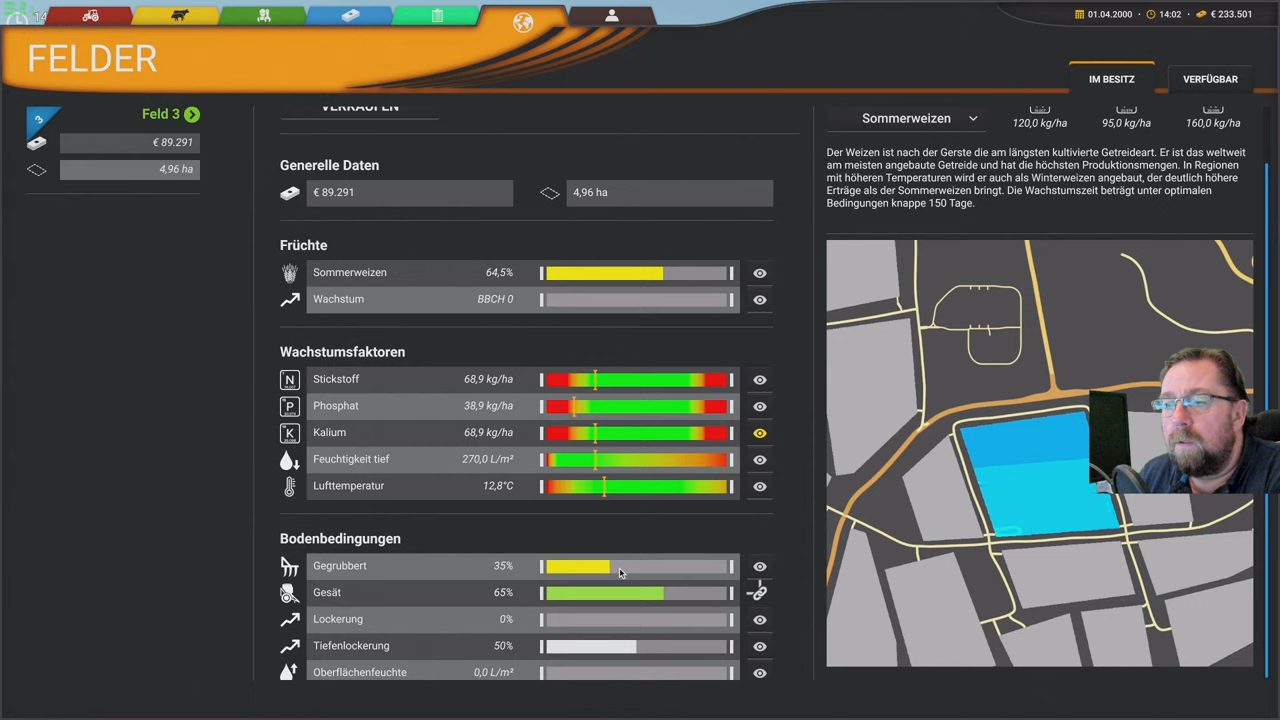 14
01.04.2000 14:02 € 233.501
FELDER
IM BESITZ VERFÜGBAR
3 Feld 3
€ 89.291
4,96 ha
VERKAUFEN
Generelle Daten
€ 89.291 4,96 ha
Früchte
Sommerweizen 64,5%
Wachstum BBCH 0
Wachstumsfaktoren
N Stickstoff 68,9 kg/ha
P Phosphat 38,9 kg/ha
K Kalium 68,9 kg/ha
Feuchtigkeit tief 270,0 L/m²
Lufttemperatur 12,8°C
Bodenbedingungen
Gegrubbert 35%
Gesät 65%
Lockerung 0%
Tiefenlockerung 50%
Oberflächenfeuchte 0,0 L/m²
Sommerweizen 120,0 kg/ha 95,0 kg/ha 160,0 kg/ha
Der Weizen ist nach der Gerste die am längsten kultivierte Getreideart. Er ist das weltweit
am meisten angebaute Getreide und hat die höchsten Produktionsmengen. In Regionen
mit höheren Temperaturen wird er auch als Winterweizen angebaut, der deutlich höhere
Erträge als der Sommerweizen bringt. Die Wachstumszeit beträgt unter optimalen
Bedingungen knappe 150 Tage.